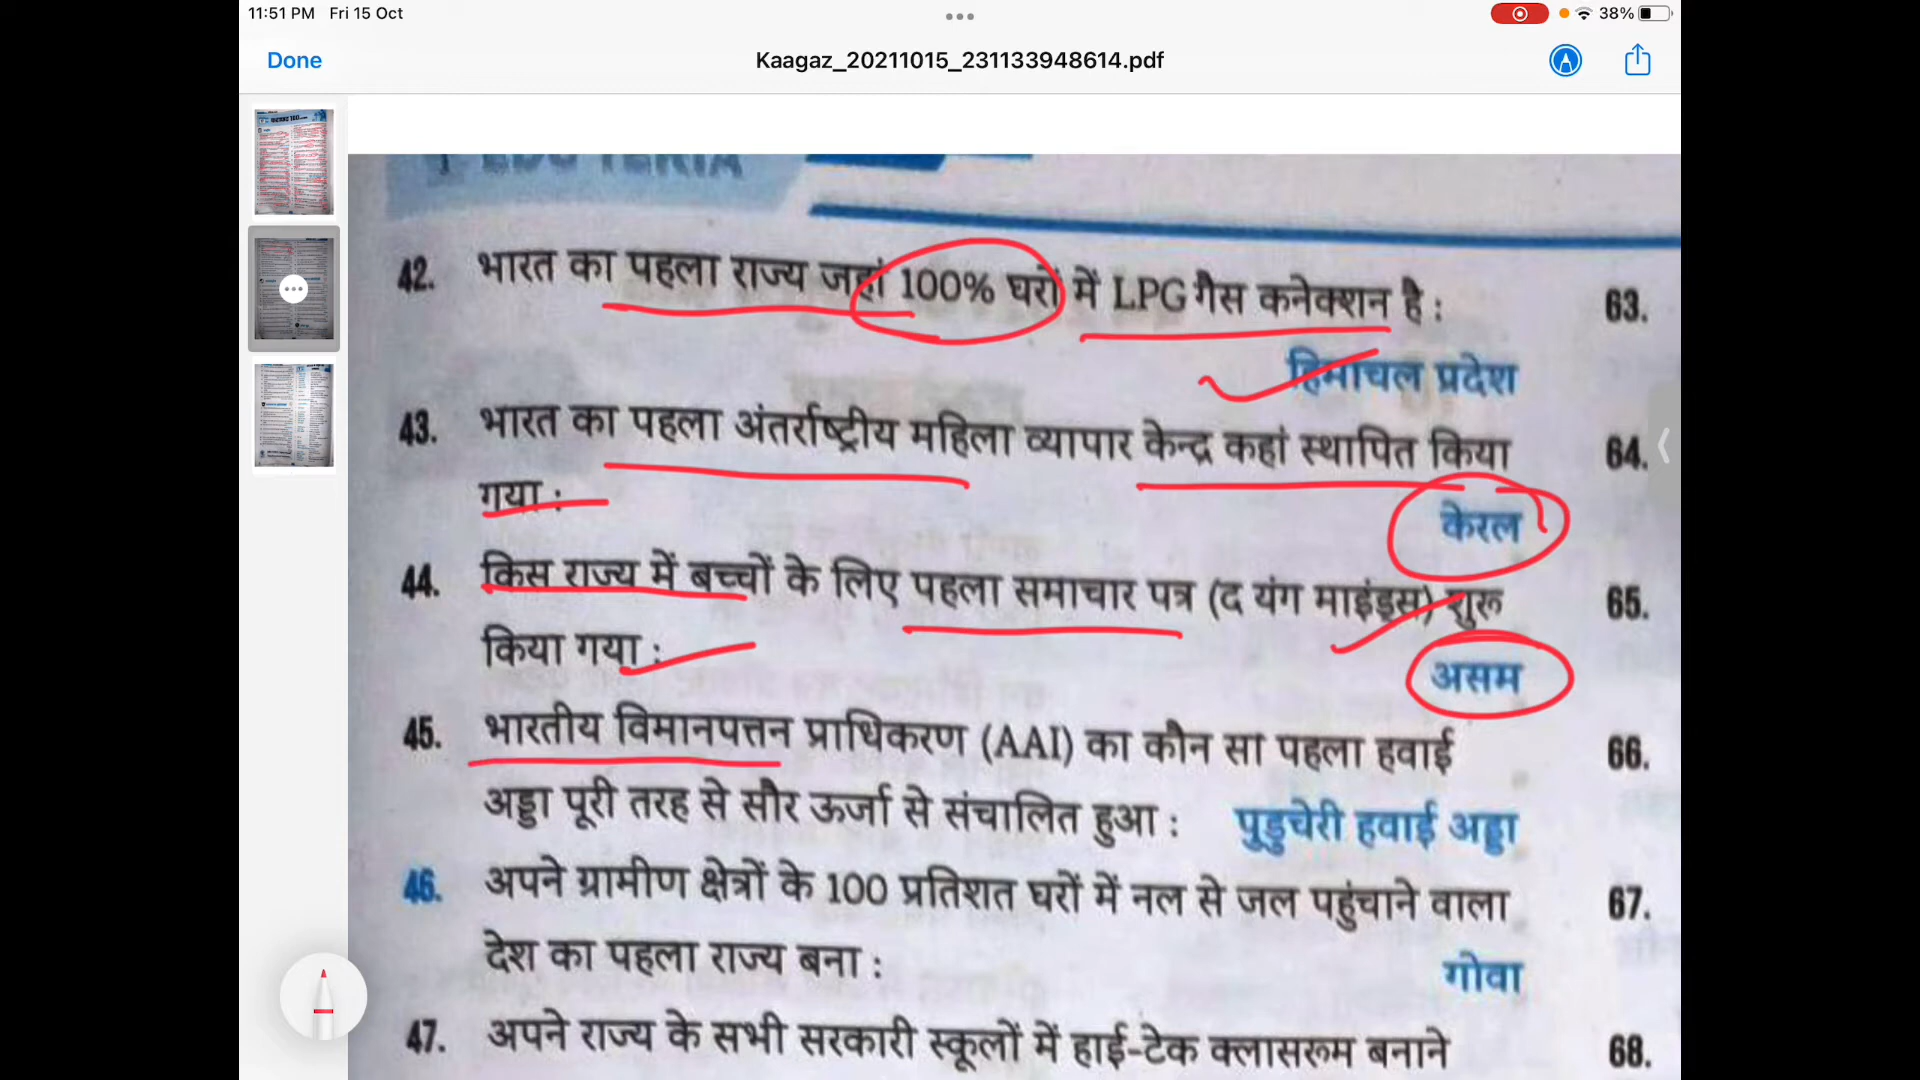 11:51 PM Fri 15 Oct
38%
Done
Kaagaz_20211015_231133948614.pdf
42. भारत का पहला राज्य जहां 100% घरों में LPG गैस कनेक्शन है :
हिमाचल प्रदेश
43. भारत का पहला अंतर्राष्ट्रीय महिला व्यापार केन्द्र कहां स्थापित किया
गया :
केरल
44. किस राज्य में बच्चों के लिए पहला समाचार पत्र (द यंग माइंड्स) शुरू
किया गया :
असम
45. भारतीय विमानपत्तन प्राधिकरण (AAI) का कौन सा पहला हवाई
अड्डा पूरी तरह से सौर ऊर्जा से संचालित हुआ : पुडुचेरी हवाई अड्डा
46. अपने ग्रामीण क्षेत्रों के 100 प्रतिशत घरों में नल से जल पहुंचाने वाला
देश का पहला राज्य बना :
गोवा
47. अपने राज्य के सभी सरकारी स्कूलों में हाई-टेक क्लासरूम बनाने
63.
64.
65.
66.
67.
68.